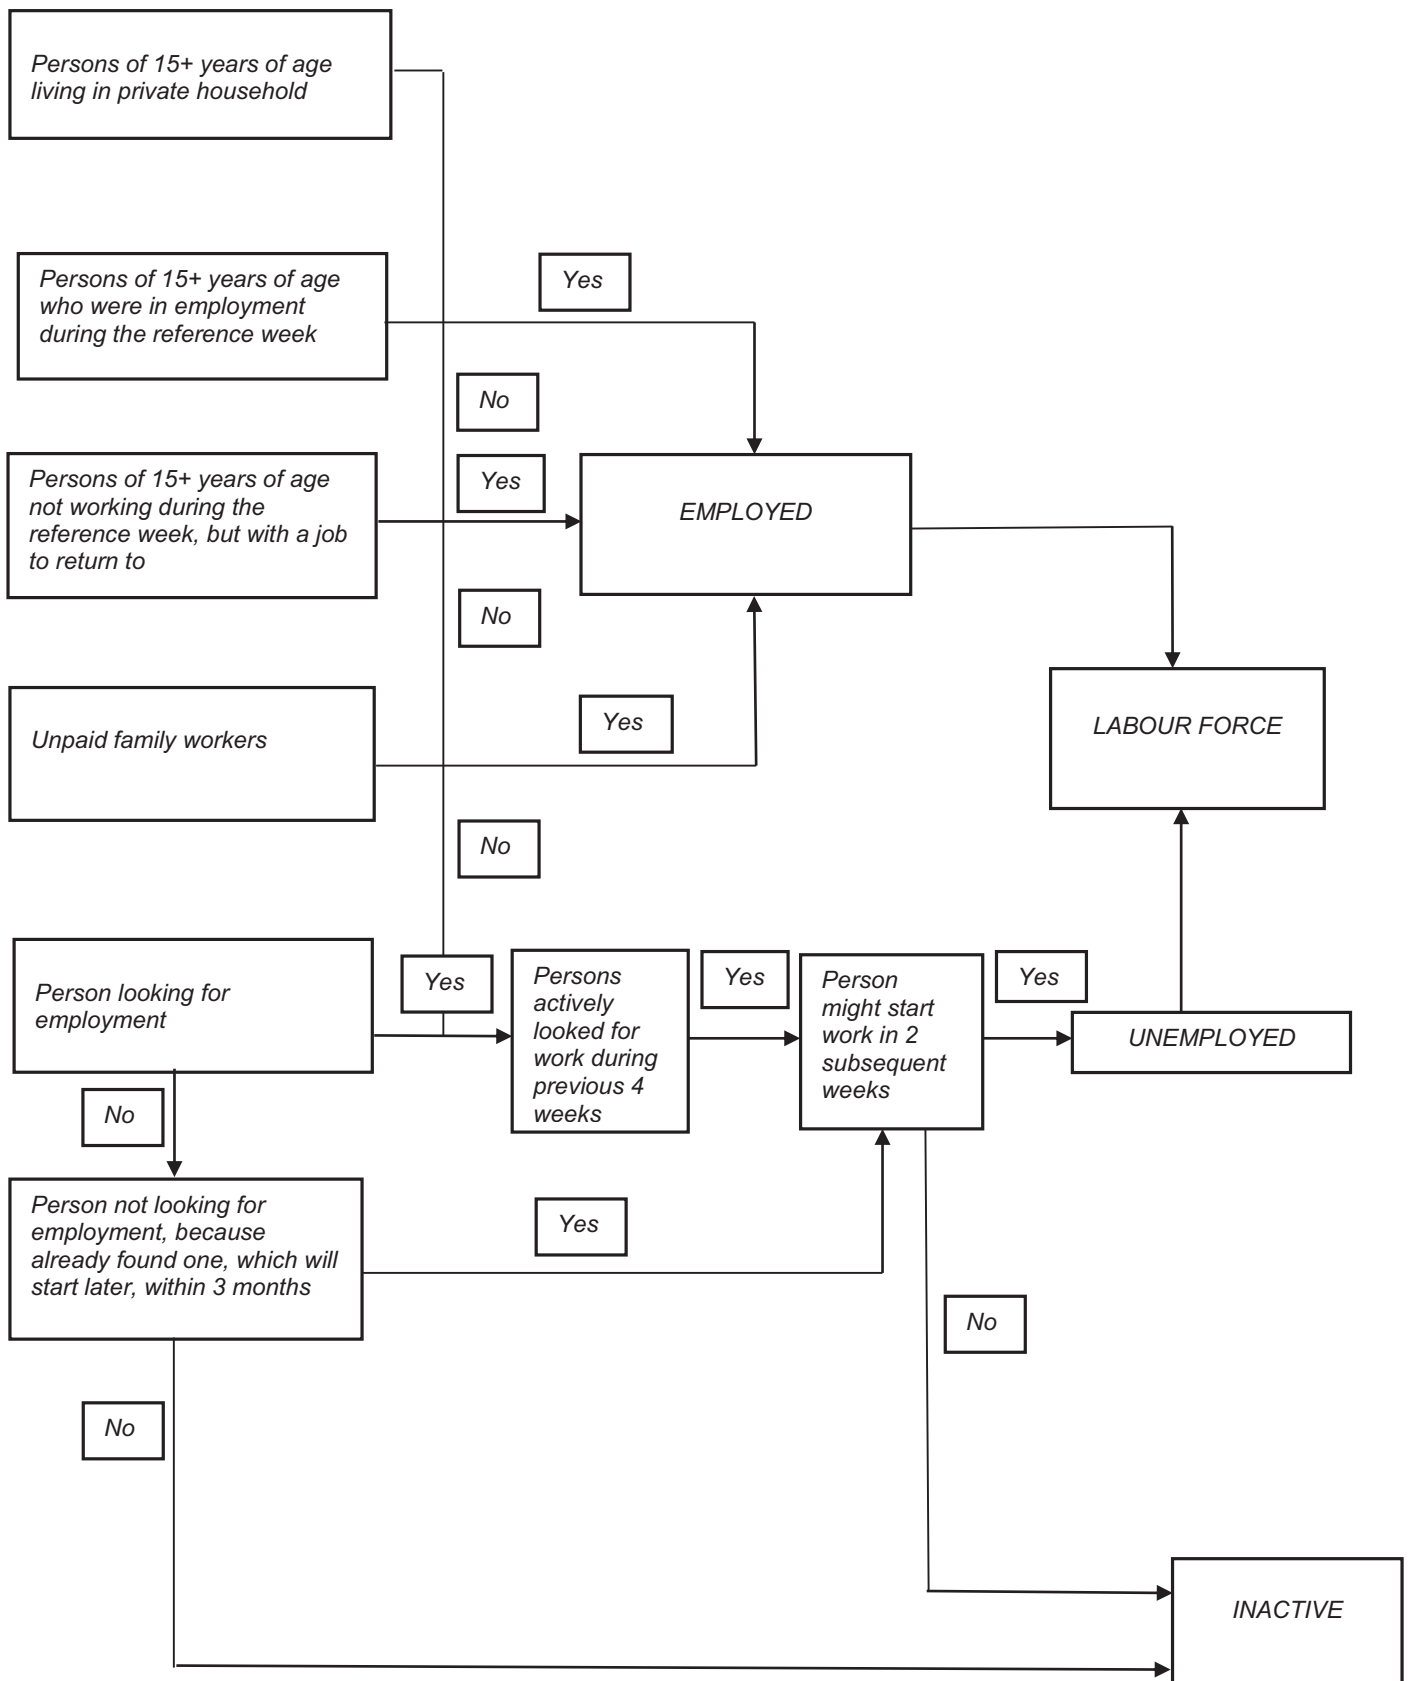 Persons of 15+ years of age
living in private household
Persons of 15+ years of age
who were in employment
during the reference week
Yes
No
Persons of 15+ years of age
not working during the
reference week, but with a job
to return to
Yes
EMPLOYED
No
Unpaid family workers
Yes
LABOUR FORCE
No
Person looking for
employment
Yes
Persons
actively
looked for
work during
previous 4
weeks
Yes
Person
might start
work in 2
subsequent
weeks
Yes
UNEMPLOYED
No
Person not looking for
employment, because
already found one, which will
start later, within 3 months
Yes
No
No
INACTIVE